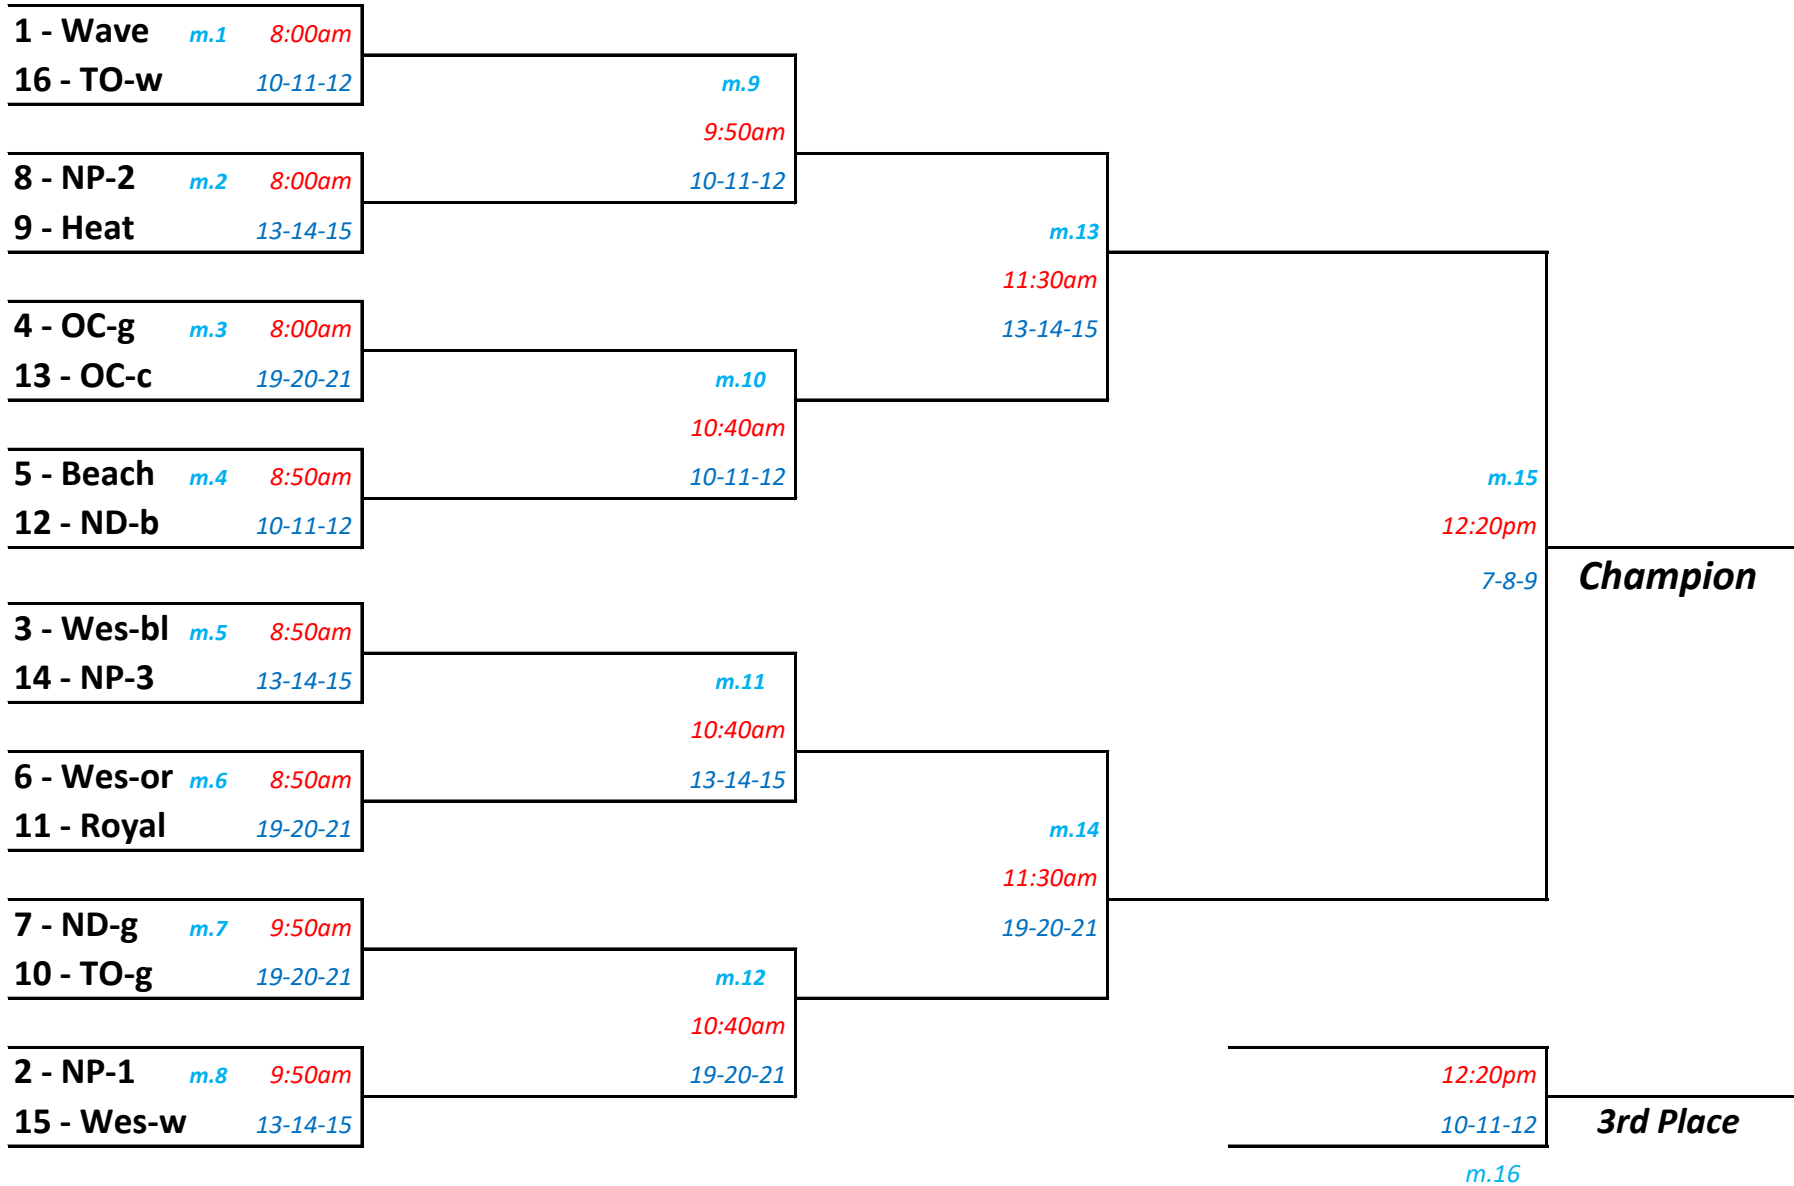 1 - Wave m.1 8:00am
16 - TO-w 10-11-12
m.9
9:50am
10-11-12
8 - NP-2 m.2 8:00am
9 - Heat 13-14-15
m.13
11:30am
13-14-15
4 - OC-g m.3 8:00am
13 - OC-c 19-20-21
m.10
10:40am
10-11-12
5 - Beach m.4 8:50am
12 - ND-b 10-11-12
m.15
12:20pm
7-8-9
Champion
3 - Wes-bl m.5 8:50am
14 - NP-3 13-14-15
m.11
10:40am
13-14-15
6 - Wes-or m.6 8:50am
11 - Royal 19-20-21
m.14
11:30am
19-20-21
7 - ND-g m.7 9:50am
10 - TO-g 19-20-21
m.12
10:40am
19-20-21
2 - NP-1 m.8 9:50am
15 - Wes-w 13-14-15
12:20pm
10-11-12
3rd Place
m.16